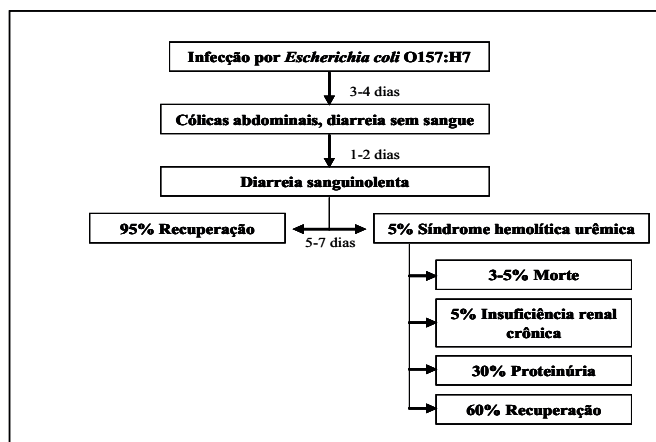 Infecção por Escherichia coli O157:H7
3-4 dias
Cólicas abdominais, diarreia sem sangue
1-2 dias
Diarreia sanguinolenta
95% Recuperação
5-7 dias
5% Síndrome hemolítica urêmica
3-5% Morte
5% Insuficiência renal
crônica
30% Proteinúria
60% Recuperação